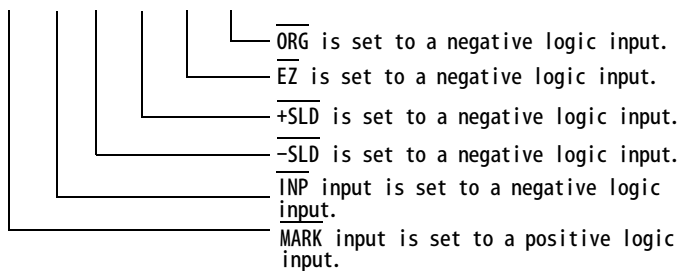 ORG is set to a negative logic input.
EZ is set to a negative logic input.
+SLD is set to a negative logic input.
−SLD is set to a negative logic input.
INP input is set to a negative logic
input.
MARK input is set to a positive logic
input.